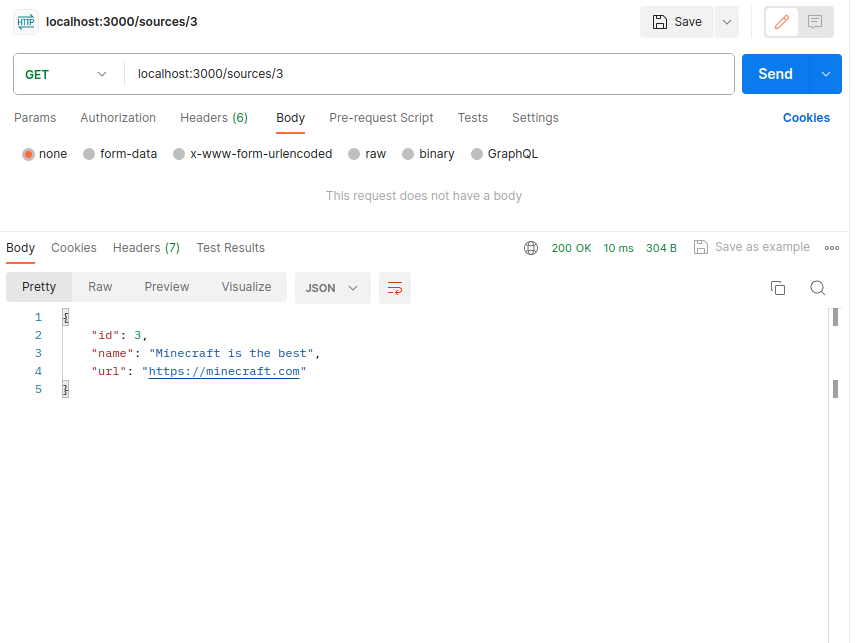 HTTP localhost:3000/sources/3 Save
GET localhost:3000/sources/3 Send
Params Authorization Headers (6) Body Pre-request Script Tests Settings Cookies
none form-data x-www-form-urlencoded raw binary GraphQL
This request does not have a body
Body Cookies Headers (7) Test Results 200 OK 10 ms 304 B Save as example
Pretty Raw Preview Visualize JSON
1 {
2 "id": 3,
3 "name": "Minecraft is the best",
4 "url": "https://minecraft.com"
5 }